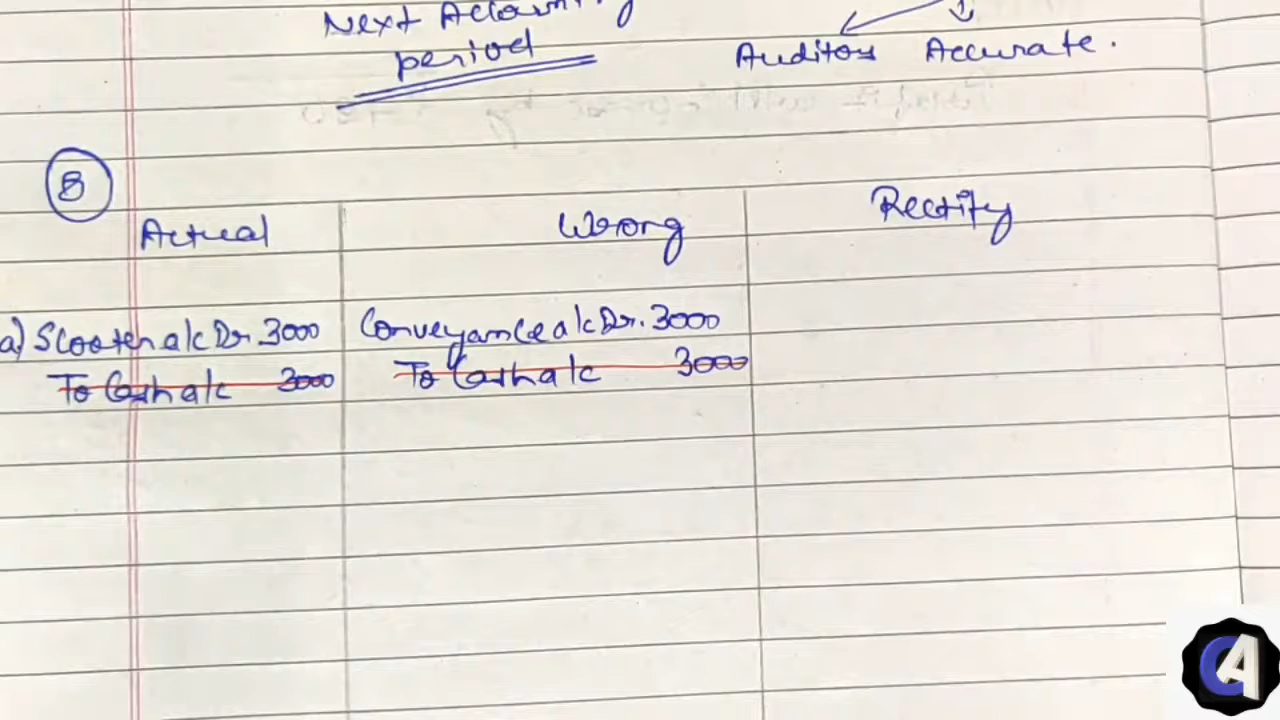 Next Accounting
period
Auditors Accurate.
8
Actual Wrong Rectify
a) Scooter a/c Dr. 3000 Conveyance a/c Dr. 3000
To Cash a/c 3000 To Cash a/c 3000
CA